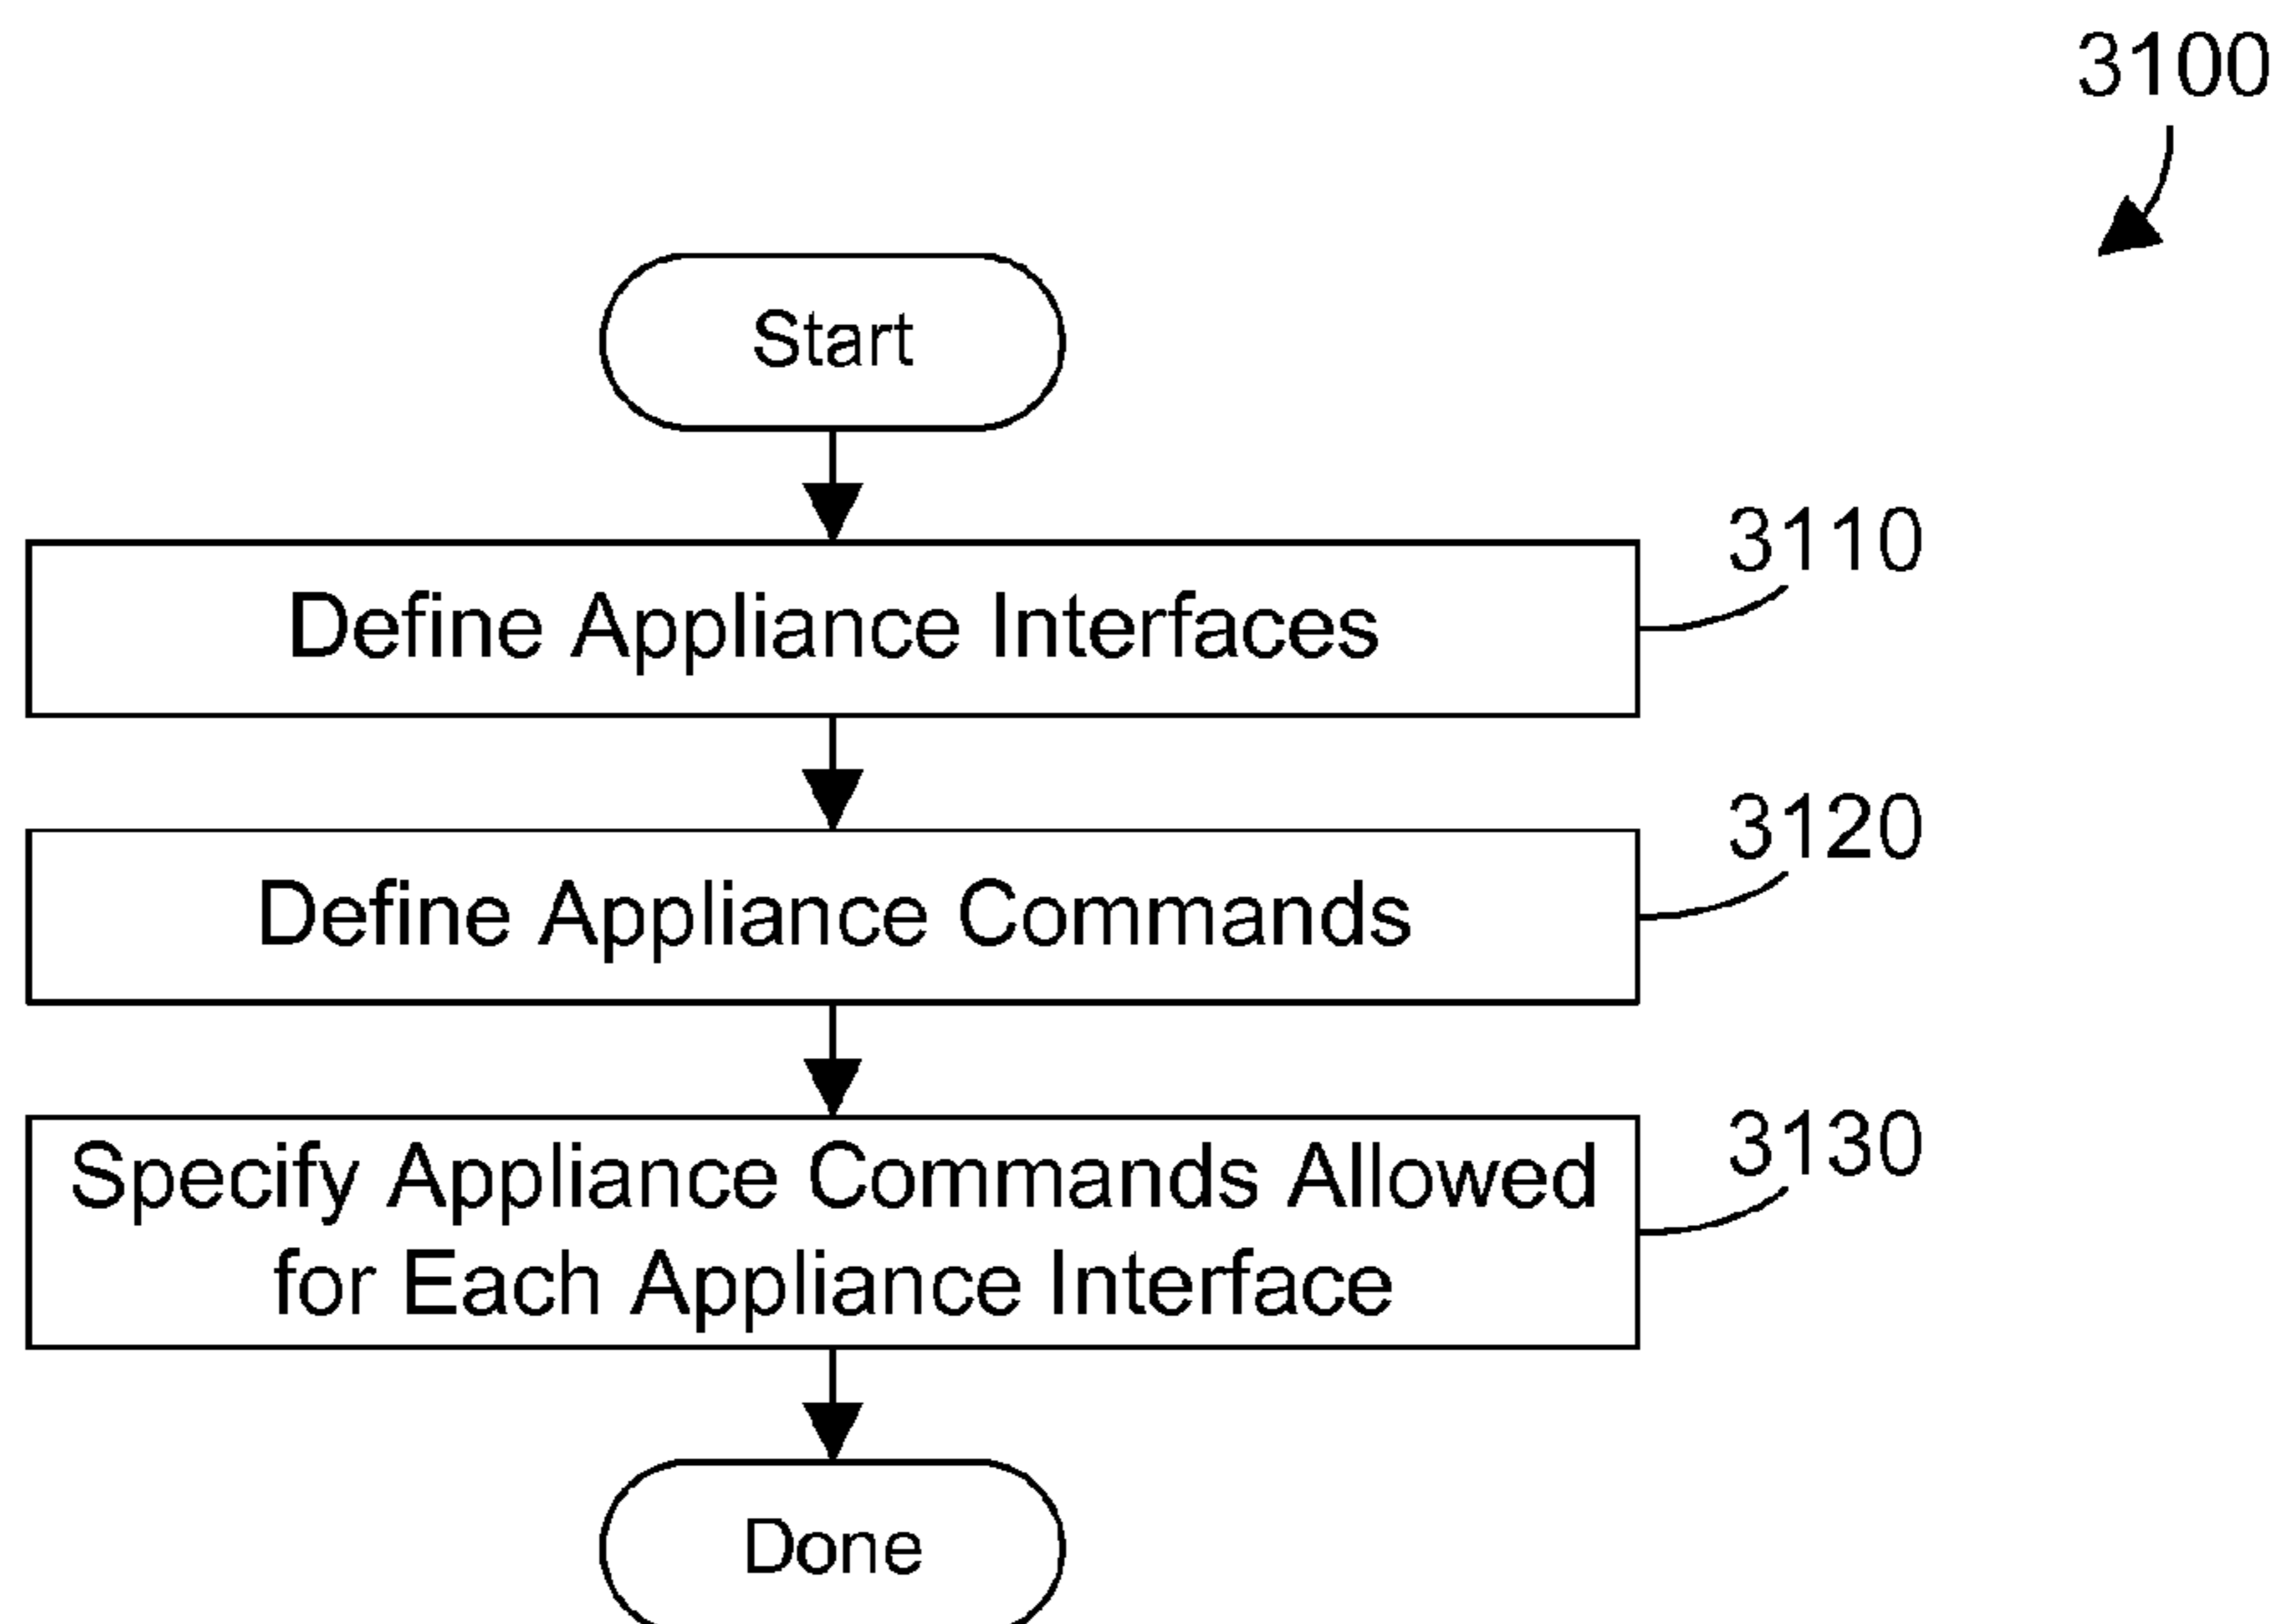 3100
Start
Define Appliance Interfaces
3110
Define Appliance Commands
3120
Specify Appliance Commands Allowed
for Each Appliance Interface
3130
Done